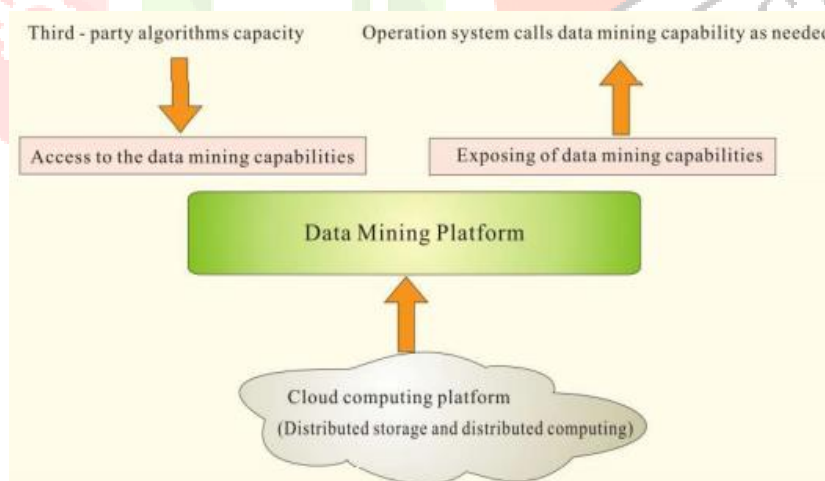 Third - party algorithms capacity
Operation system calls data mining capability as needed
Access to the data mining capabilities
Exposing of data mining capabilities
Data Mining Platform
Cloud computing platform
(Distributed storage and distributed computing)